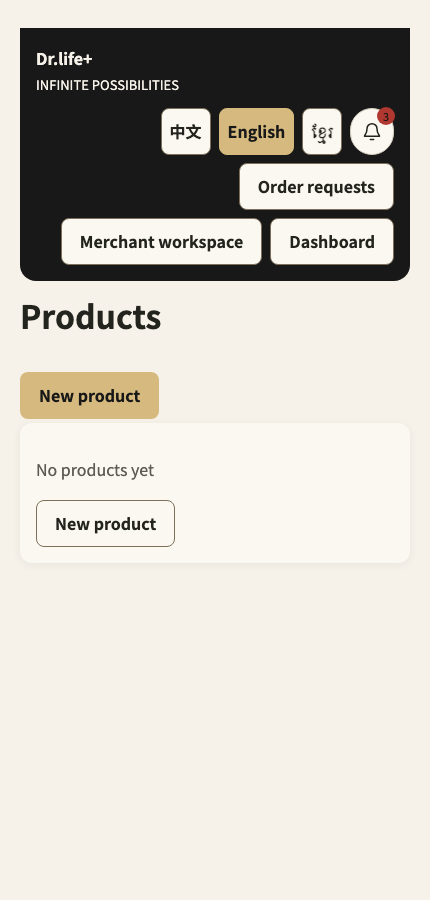 Dr.life+
INFINITE POSSIBILITIES
中文 English ខ្មែរ 3
Order requests
Merchant workspace Dashboard
Products
New product
No products yet
New product